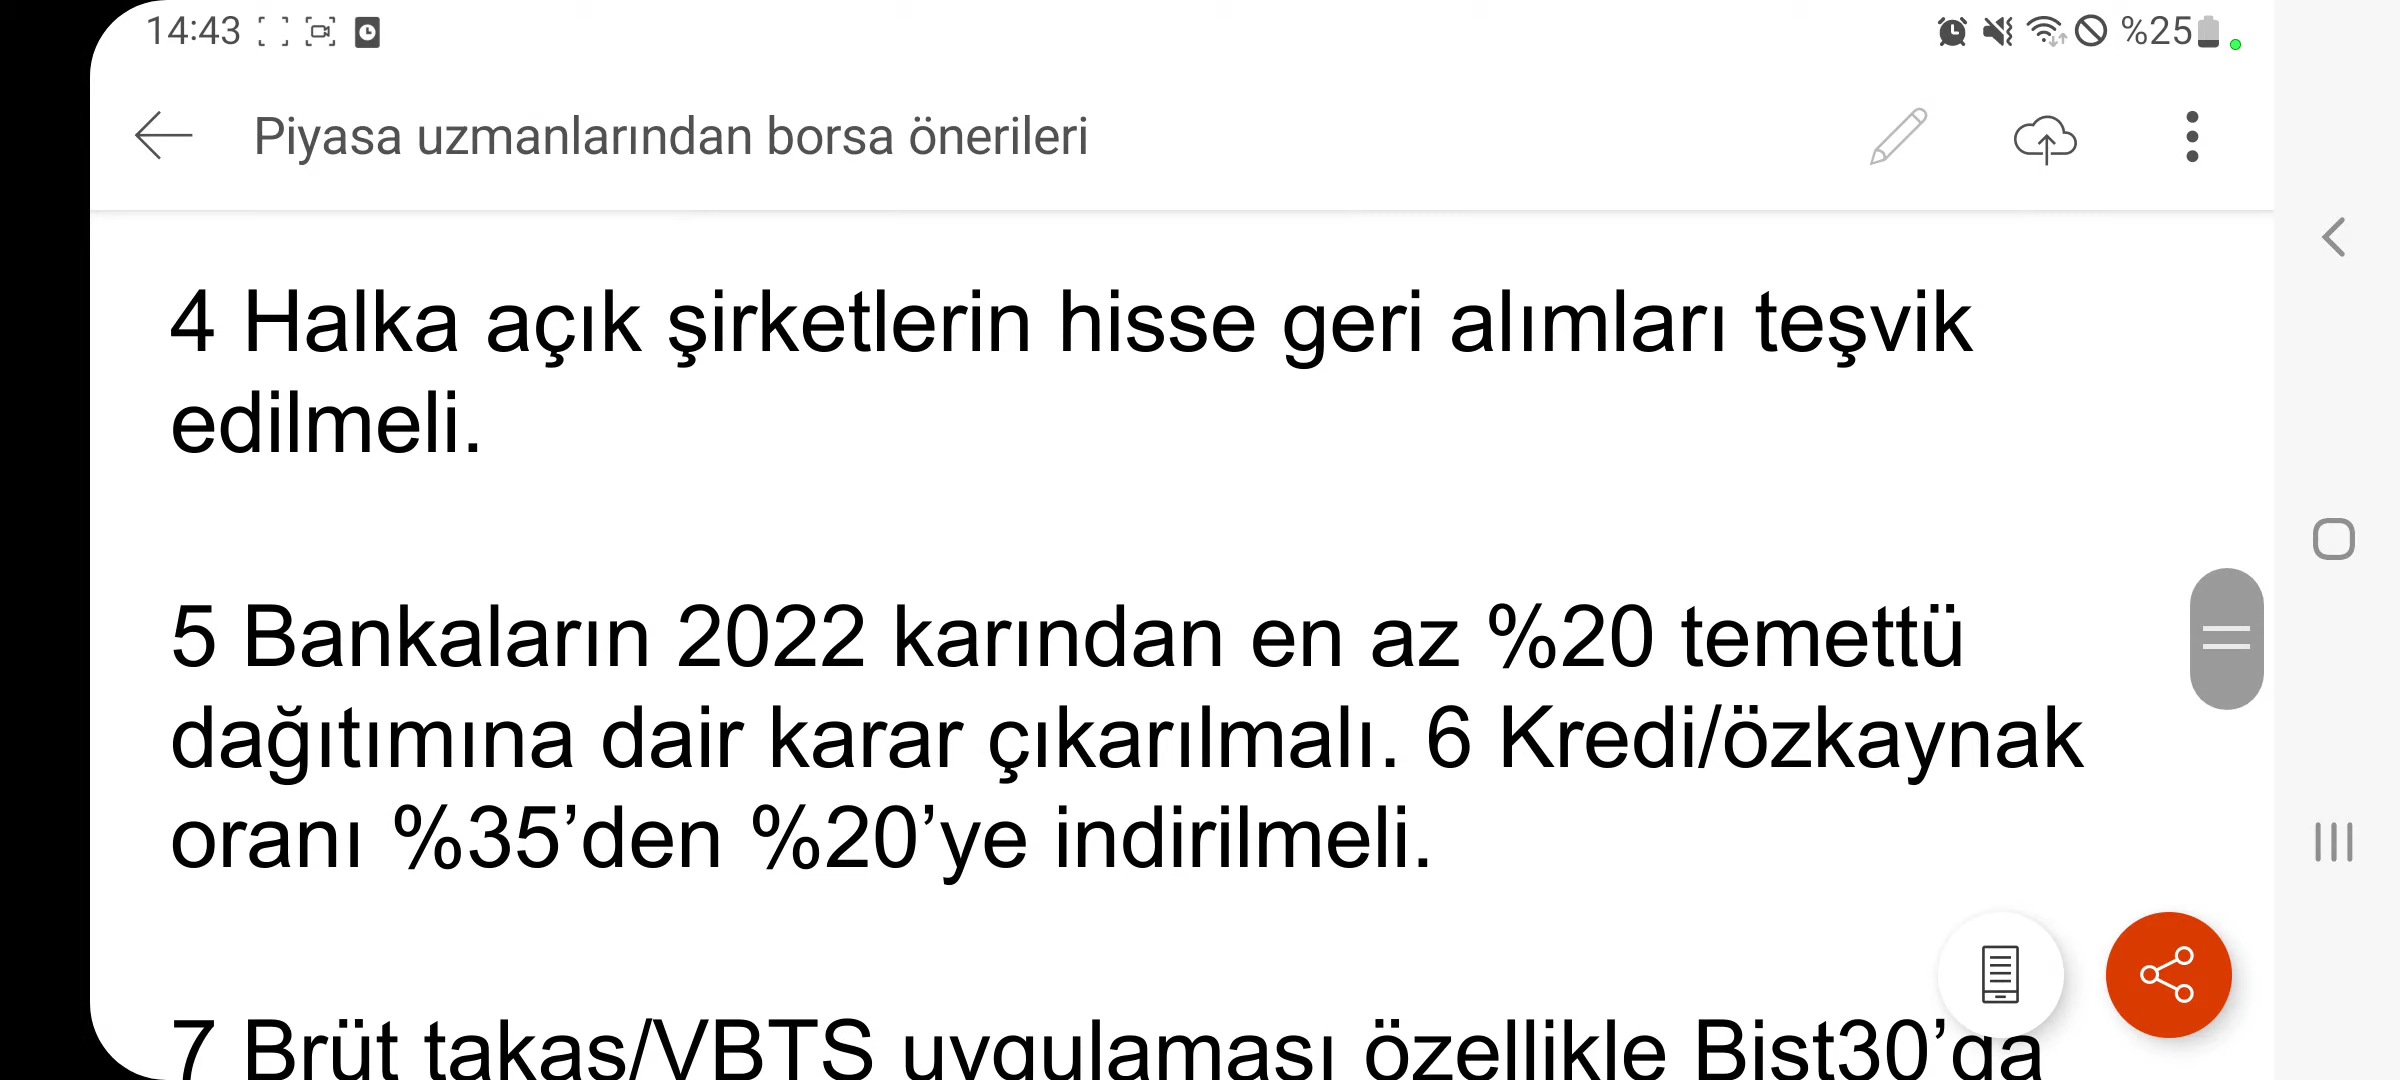 14:43
%25
Piyasa uzmanlarından borsa önerileri
4 Halka açık şirketlerin hisse geri alımları teşvik
edilmeli.
5 Bankaların 2022 karından en az %20 temettü
dağıtımına dair karar çıkarılmalı. 6 Kredi/özkaynak
oranı %35’den %20’ye indirilmeli.
7 Brüt takas/VBTS uygulaması özellikle Bist30’da